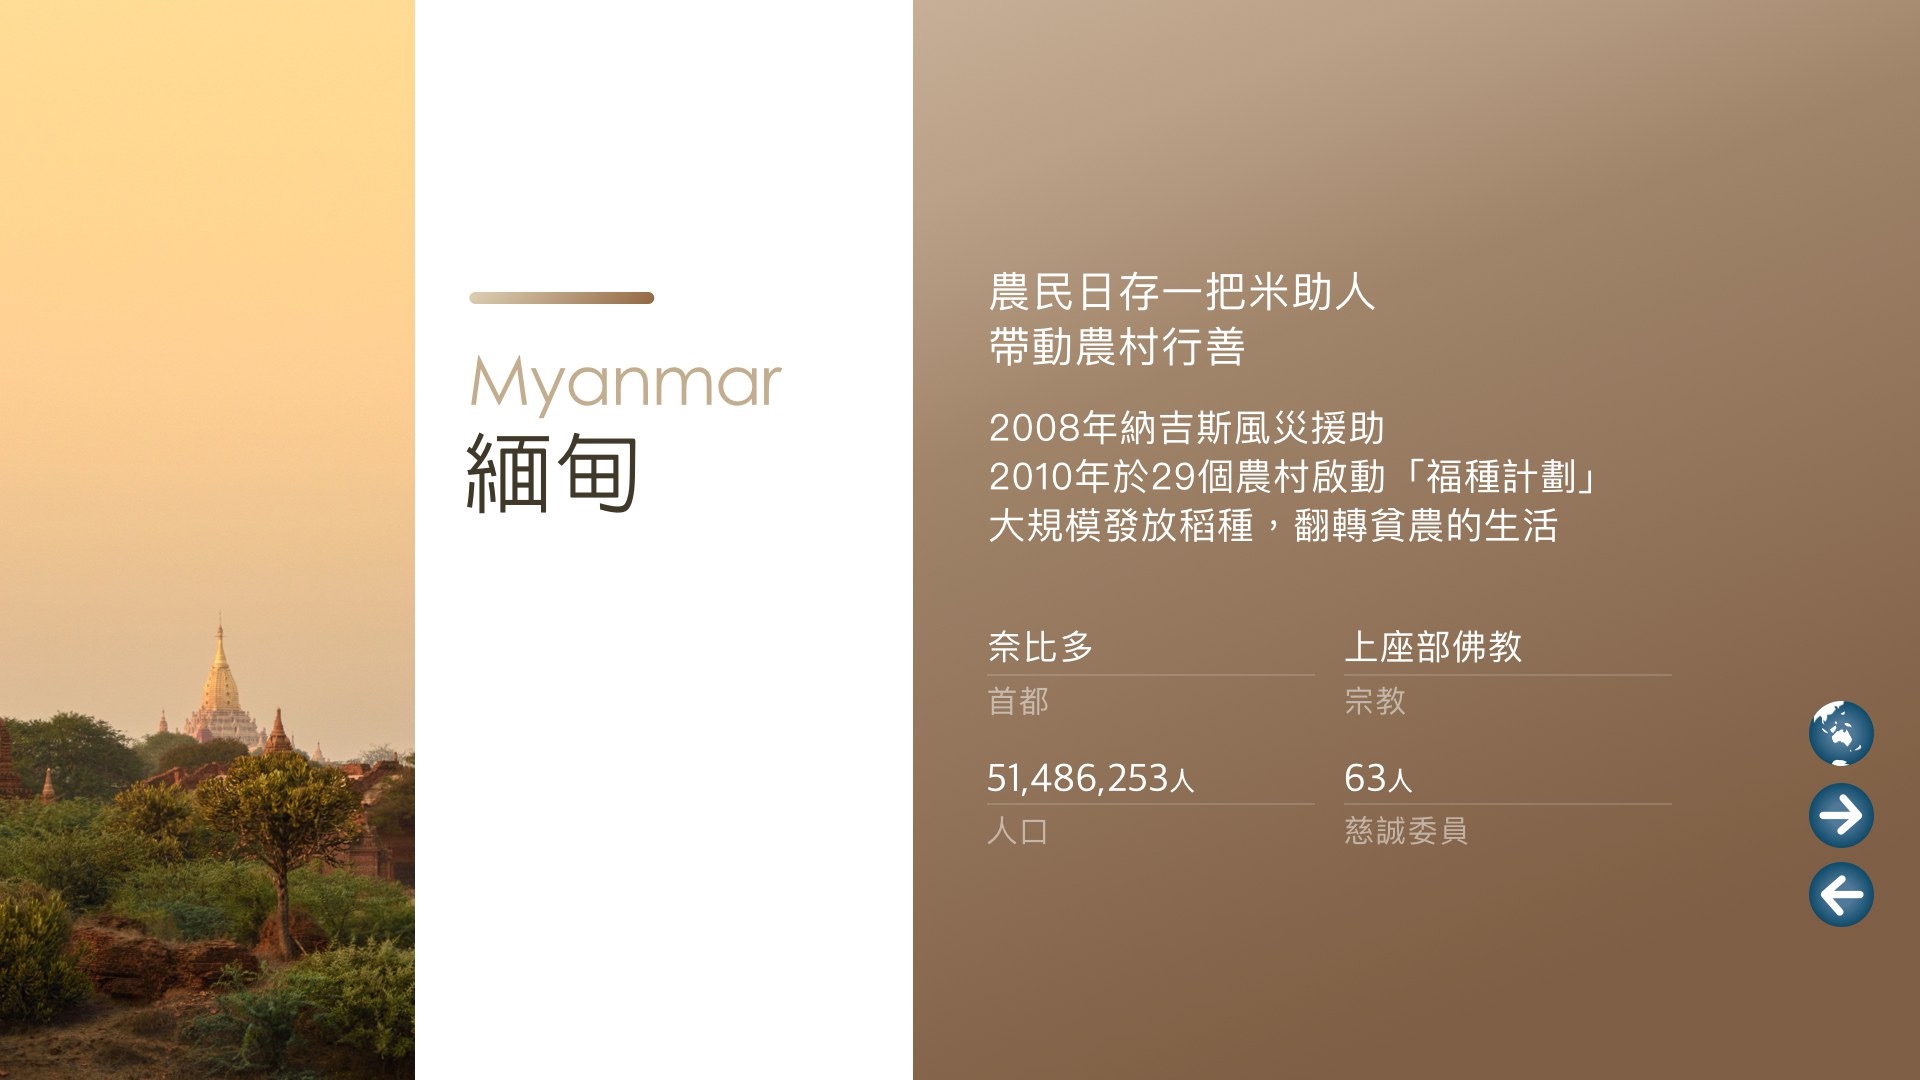 Myanmar
緬甸
農民日存一把米助人
帶動農村行善
2008年納吉斯風災援助
2010年於29個農村啟動「福種計劃」
大規模發放稻種，翻轉貧農的生活
奈比多
首都
上座部佛教
宗教
51,486,253人
人口
63人
慈誠委員